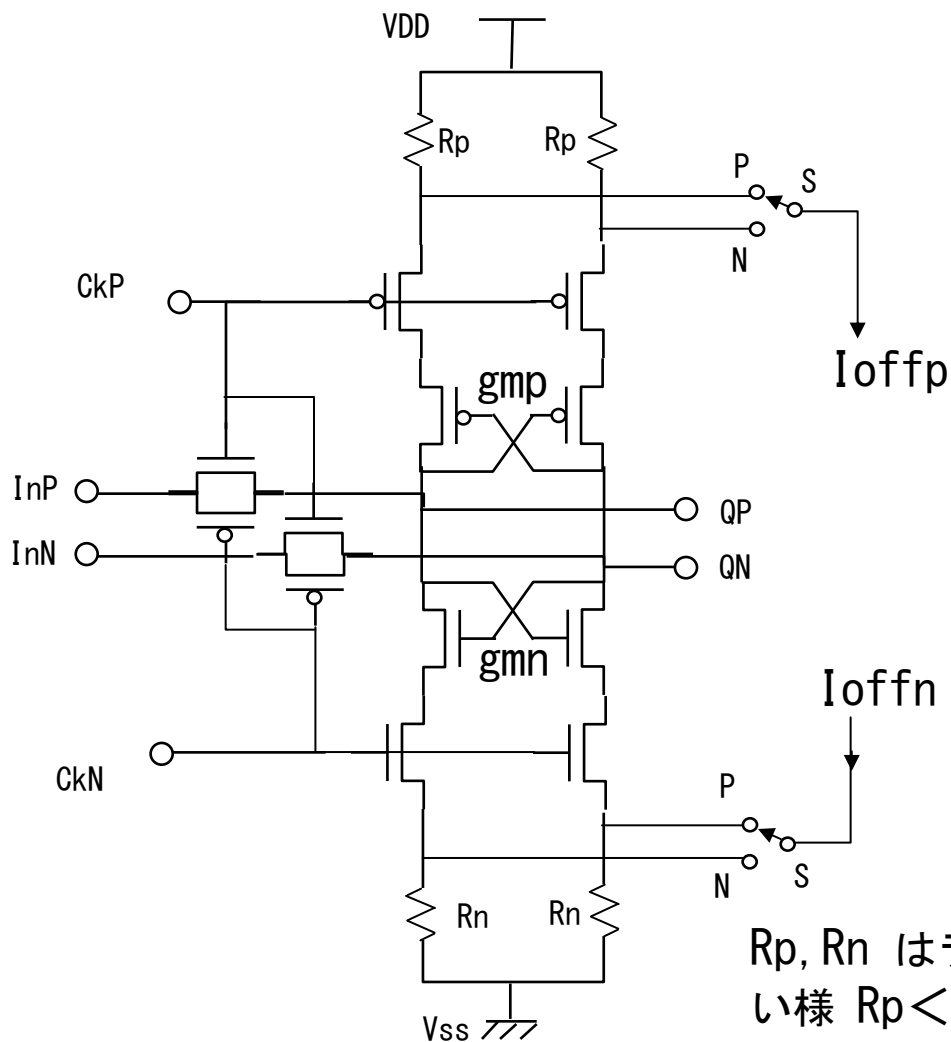 VDD
Rp
Rp
P
S
N
CkP
Ioffp
gmp
InP
QP
InN
QN
gmn
Ioffn
CkN
P
N
S
Rn
Rn
Rp, Rn は
い様 Rp<
Vss